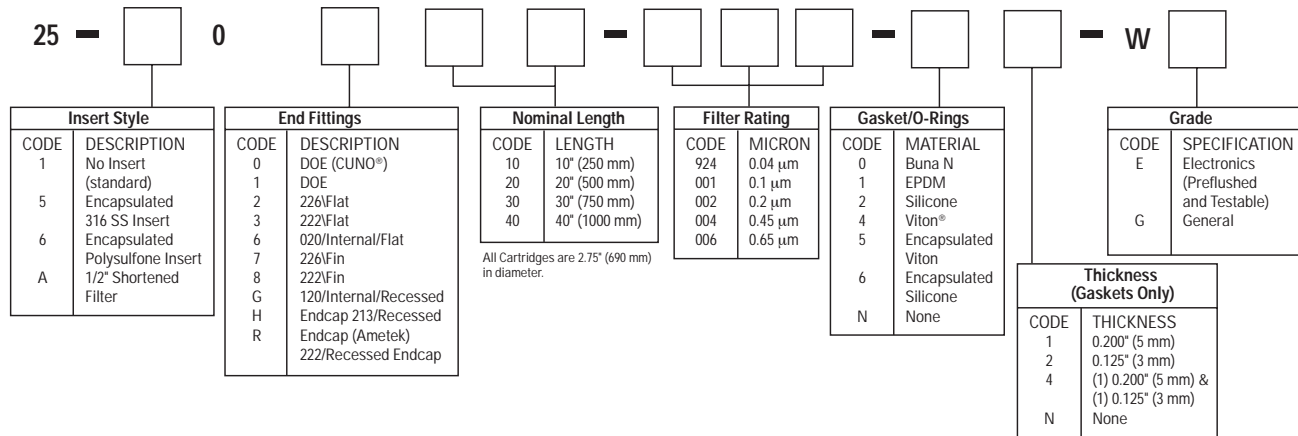 25 – 0 – – – W
Insert Style
CODE DESCRIPTION
1 No Insert
(standard)
5 Encapsulated
316 SS Insert
6 Encapsulated
Polysulfone Insert
A 1/2" Shortened
Filter
End Fittings
CODE DESCRIPTION
0 DOE (CUNO®)
1 DOE
2 226\Flat
3 222\Flat
6 020/Internal/Flat
7 226\Fin
8 222\Fin
G 120/Internal/Recessed
H Endcap 213/Recessed
R Endcap (Ametek)
222/Recessed Endcap
Nominal Length
CODE LENGTH
10 10" (250 mm)
20 20" (500 mm)
30 30" (750 mm)
40 40" (1000 mm)
All Cartridges are 2.75" (690 mm)
in diameter.
Filter Rating
CODE MICRON
924 0.04 μm
001 0.1 μm
002 0.2 μm
004 0.45 μm
006 0.65 μm
Gasket/O-Rings
CODE MATERIAL
0 Buna N
1 EPDM
2 Silicone
4 Viton®
5 Encapsulated
Viton
6 Encapsulated
Silicone
N None
Thickness
(Gaskets Only)
CODE THICKNESS
1 0.200" (5 mm)
2 0.125" (3 mm)
4 (1) 0.200" (5 mm) &
(1) 0.125" (3 mm)
N None
Grade
CODE SPECIFICATION
E Electronics
(Preflushed
and Testable)
G General